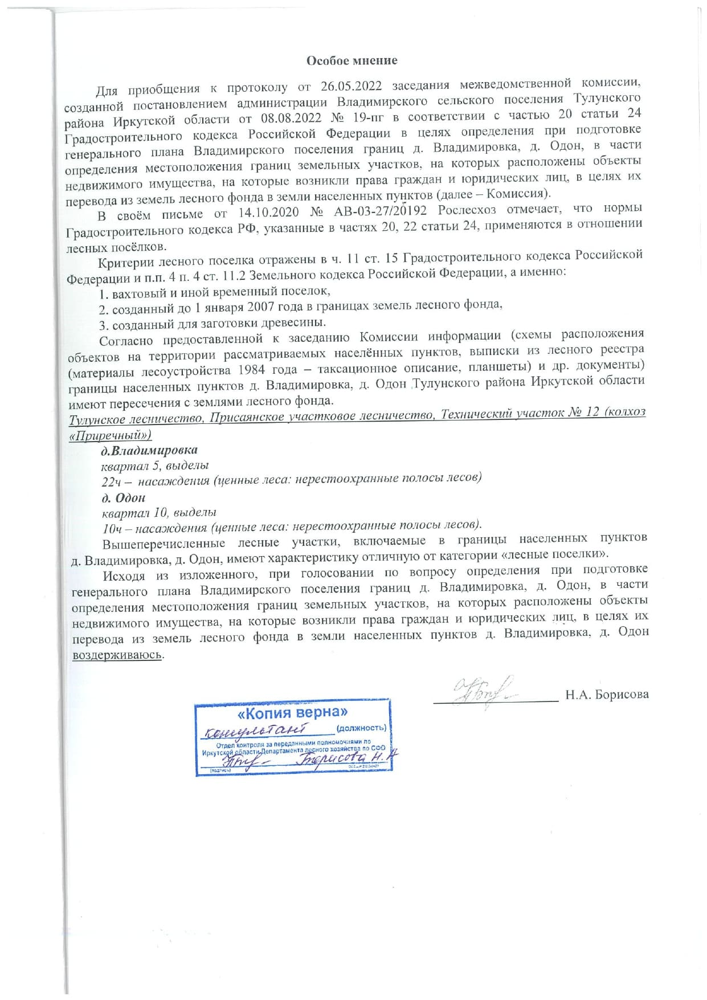 Особое мнение
Для приобщения к протоколу от 26.05.2022 заседания межведомственной комиссии,
созданной постановлением администрации Владимирского сельского поселения Тулунского
района Иркутской области от 08.08.2022 № 19-пг в соответствии с частью 20 статьи 24
Градостроительного кодекса Российской Федерации в целях определения при подготовке
генерального плана Владимирского поселения границ д. Владимировка, д. Одон, в части
определения местоположения границ земельных участков, на которых расположены объекты
недвижимого имущества, на которые возникли права граждан и юридических лиц, в целях их
перевода из земель лесного фонда в земли населенных пунктов (далее – Комиссия).
В своём письме от 14.10.2020 № АВ-03-27/20192 Рослесхоз отмечает, что нормы
Градостроительного кодекса РФ, указанные в частях 20, 22 статьи 24, применяются в отношении
лесных посёлков.
Критерии лесного поселка отражены в ч. 11 ст. 15 Градостроительного кодекса Российской
Федерации и п.п. 4 п. 4 ст. 11.2 Земельного кодекса Российской Федерации, а именно:
1. вахтовый и иной временный поселок,
2. созданный до 1 января 2007 года в границах земель лесного фонда,
3. созданный для заготовки древесины.
Согласно предоставленной к заседанию Комиссии информации (схемы расположения
объектов на территории рассматриваемых населённых пунктов, выписки из лесного реестра
(материалы лесоустройства 1984 года – таксационное описание, планшеты) и др. документы)
границы населенных пунктов д. Владимировка, д. Одон Тулунского района Иркутской области
имеют пересечения с землями лесного фонда.
Тулунское лесничество, Присаянское участковое лесничество, Технический участок № 12 (колхоз
«Приречный»)
д.Владимировка
квартал 5, выделы
22ч – насаждения (ценные леса: нерестоохранные полосы лесов)
д. Одон
квартал 10, выделы
10ч – насаждения (ценные леса: нерестоохранные полосы лесов).
Вышеперечисленные лесные участки, включаемые в границы населенных пунктов
д. Владимировка, д. Одон, имеют характеристику отличную от категории «лесные поселки».
Исходя из изложенного, при голосовании по вопросу определения при подготовке
генерального плана Владимирского поселения границ д. Владимировка, д. Одон, в части
определения местоположения границ земельных участков, на которых расположены объекты
недвижимого имущества, на которые возникли права граждан и юридических лиц, в целях их
перевода из земель лесного фонда в земли населенных пунктов д. Владимировка, д. Одон
воздерживаюсь.
Н.А. Борисова
«Копия верна»
консультант (должность)
Отдел контроля за переданными полномочиями по
Иркутской области Департамента лесного хозяйства по СФО
Борисова Н.А
(подпись)